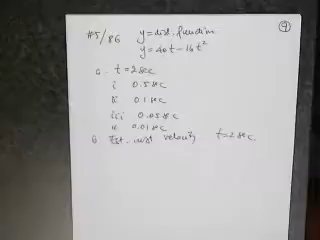 #5/86 y = dist. function
y = 40t - 16t²
④
a. t = 2 sec
i 0.5 sec
ii 0.1 sec
iii 0.05 sec
iv 0.01 sec
b Est. inst velocity t = 2 sec.